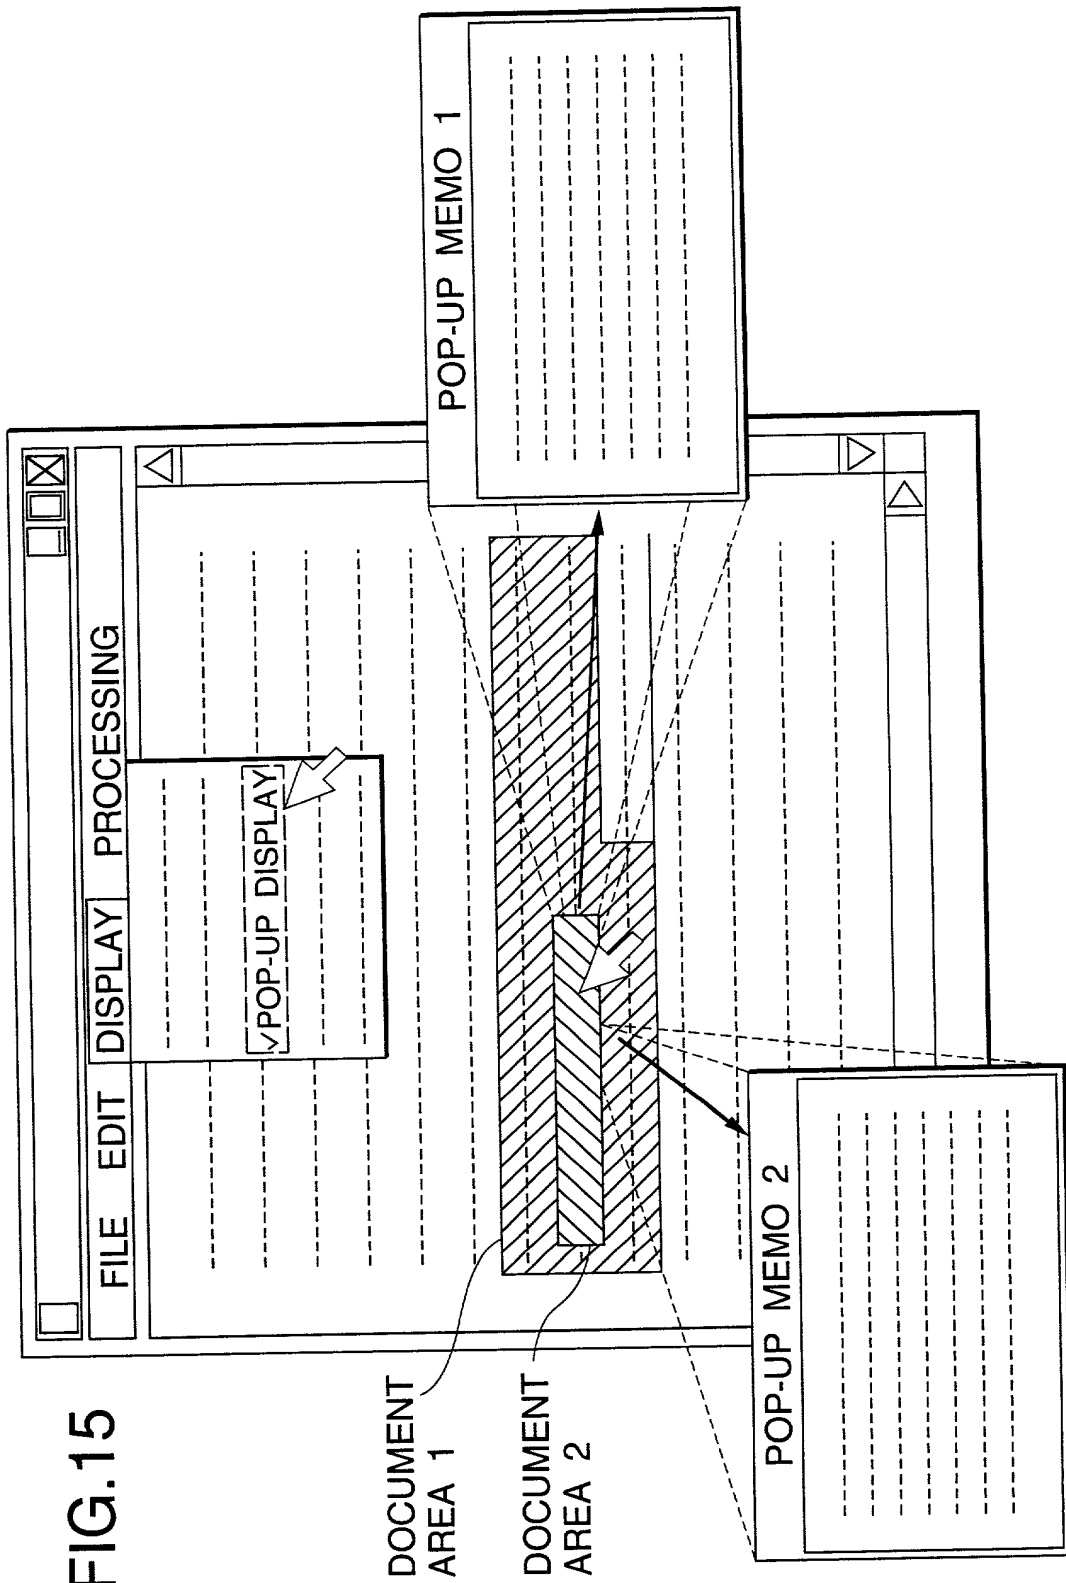 FIG.15
FILE EDIT DISPLAY PROCESSING
✓POP-UP DISPLAY
DOCUMENT
AREA 1
DOCUMENT
AREA 2
POP-UP MEMO 1
POP-UP MEMO 2